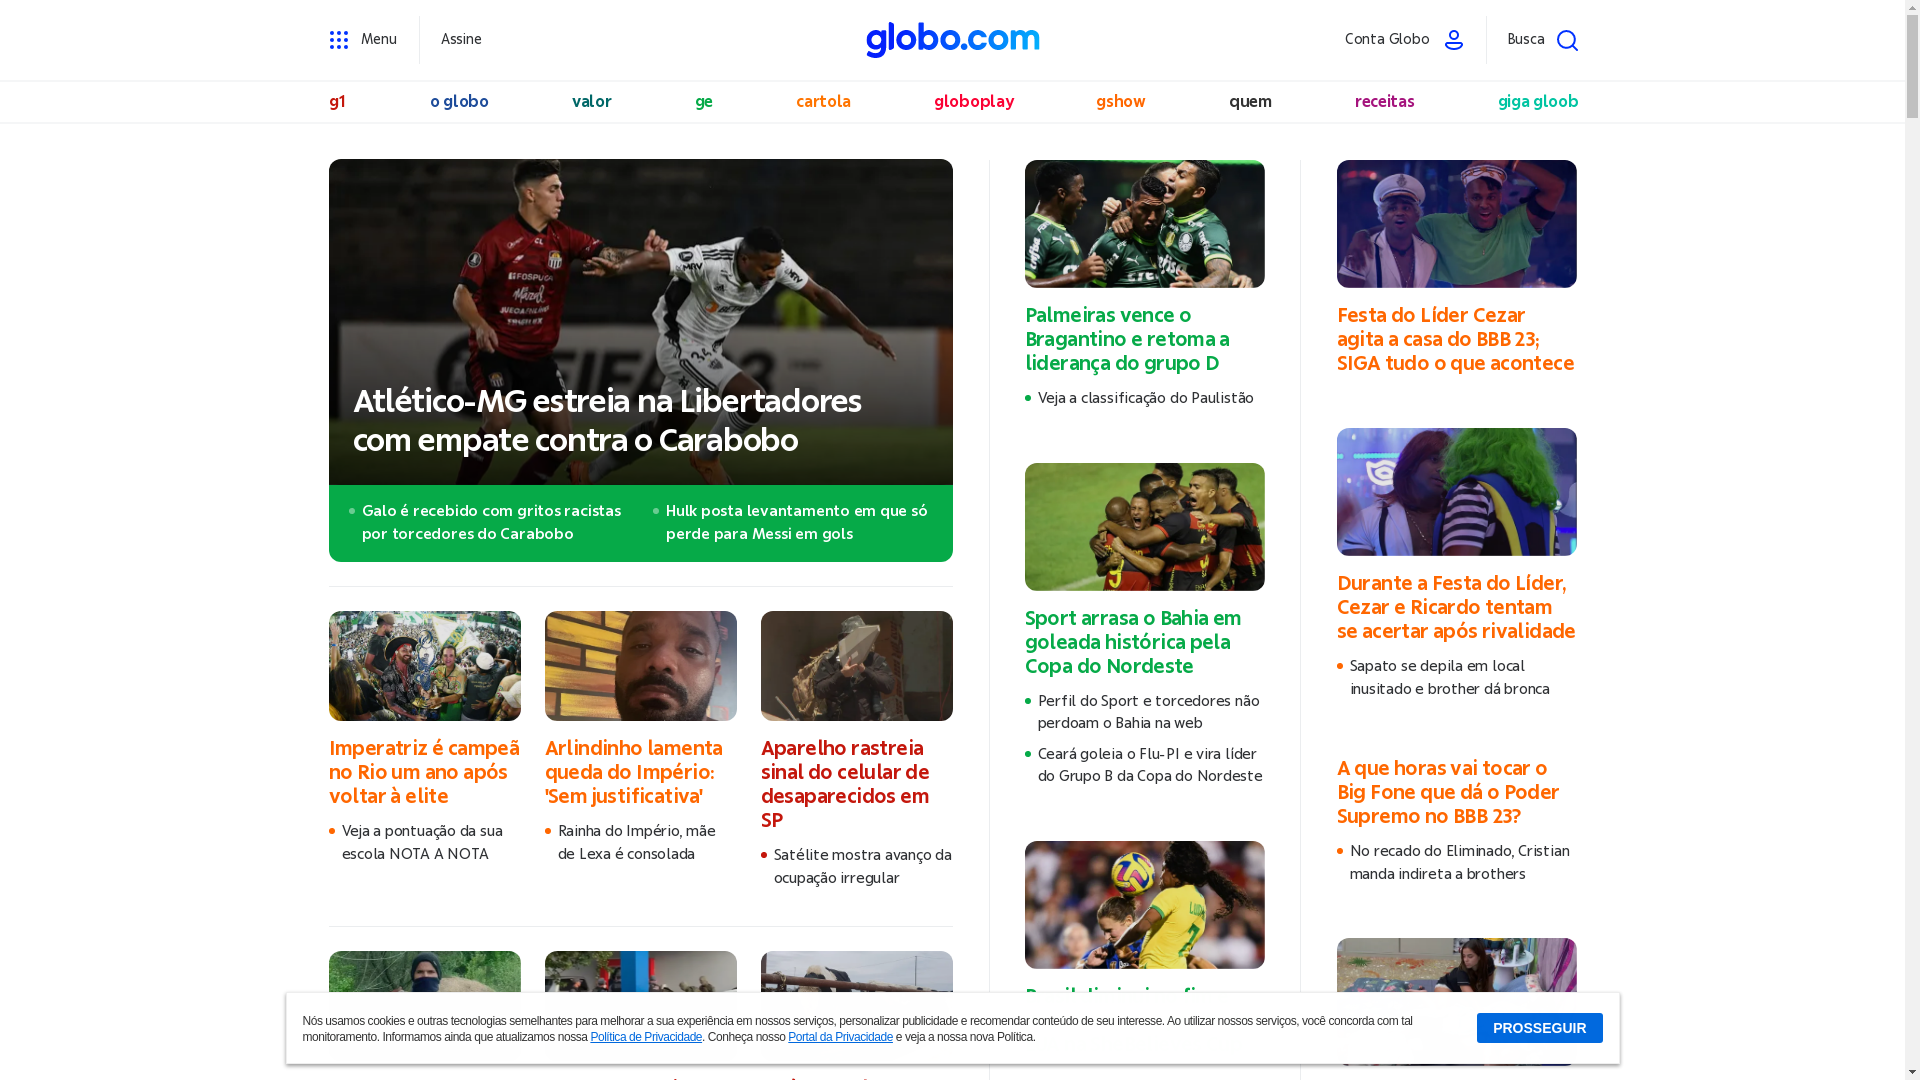 Menu
Assine
globo.com
Conta Globo
Busca
g1
o globo
valor
ge
cartola
globoplay
gshow
quem
receitas
giga gloob
Atlético-MG estreia na Libertadores
com empate contra o Carabobo
Galo é recebido com gritos racistas
por torcedores do Carabobo
Hulk posta levantamento em que só
perde para Messi em gols
Imperatriz é campeã
no Rio um ano após
voltar à elite
Veja a pontuação da sua
escola NOTA A NOTA
Arlindinho lamenta
queda do Império:
'Sem justificativa'
Rainha do Império, mãe
de Lexa é consolada
Aparelho rastreia
sinal do celular de
desaparecidos em
SP
Satélite mostra avanço da
ocupação irregular
Palmeiras vence o
Bragantino e retoma a
liderança do grupo D
Veja a classificação do Paulistão
Sport arrasa o Bahia em
goleada histórica pela
Copa do Nordeste
Perfil do Sport e torcedores não
perdoam o Bahia na web
Ceará goleia o Flu-PI e vira líder
do Grupo B da Copa do Nordeste
Festa do Líder Cezar
agita a casa do BBB 23;
SIGA tudo o que acontece
Durante a Festa do Líder,
Cezar e Ricardo tentam
se acertar após rivalidade
Sapato se depila em local
inusitado e brother dá bronca
A que horas vai tocar o
Big Fone que dá o Poder
Supremo no BBB 23?
No recado do Eliminado, Cristian
manda indireta a brothers
Nós usamos cookies e outras tecnologias semelhantes para melhorar a sua experiência em nossos serviços, personalizar publicidade e recomendar conteúdo de seu interesse. Ao utilizar nossos serviços, você concorda com tal
monitoramento. Informamos ainda que atualizamos nossa Política de Privacidade. Conheça nosso Portal da Privacidade e veja a nossa nova Política.
PROSSEGUIR